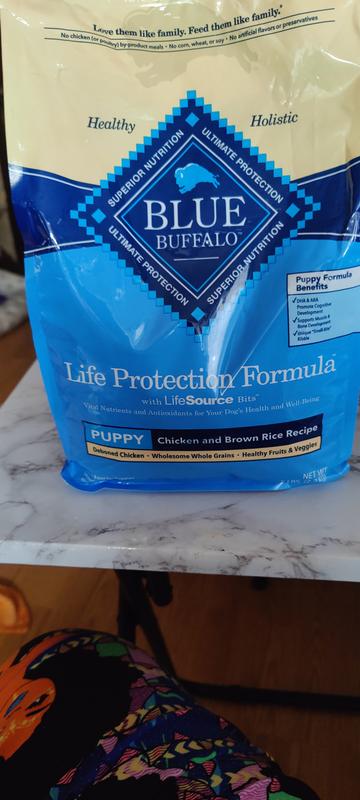 Love them like family. Feed them like family.®
No chicken (or poultry) by-product meals • No corn, wheat, or soy • No artificial flavors or preservatives
Healthy
Holistic
SUPERIOR NUTRITION
ULTIMATE PROTECTION
BLUE
BUFFALO™
ULTIMATE PROTECTION
SUPERIOR NUTRITION
Puppy Formula
Benefits
✓DHA & ARA
Promote Cognitive
Development
✓Supports Muscle &
Bone Development
✓Unique "Small-Bite"
Kibble
Life Protection Formula™
with LifeSource Bits™
Vital Nutrients and Antioxidants for Your Dog's Health and Well-Being
PUPPY Chicken and Brown Rice Recipe
Deboned Chicken • Wholesome Whole Grains • Healthy Fruits & Veggies
NET WT